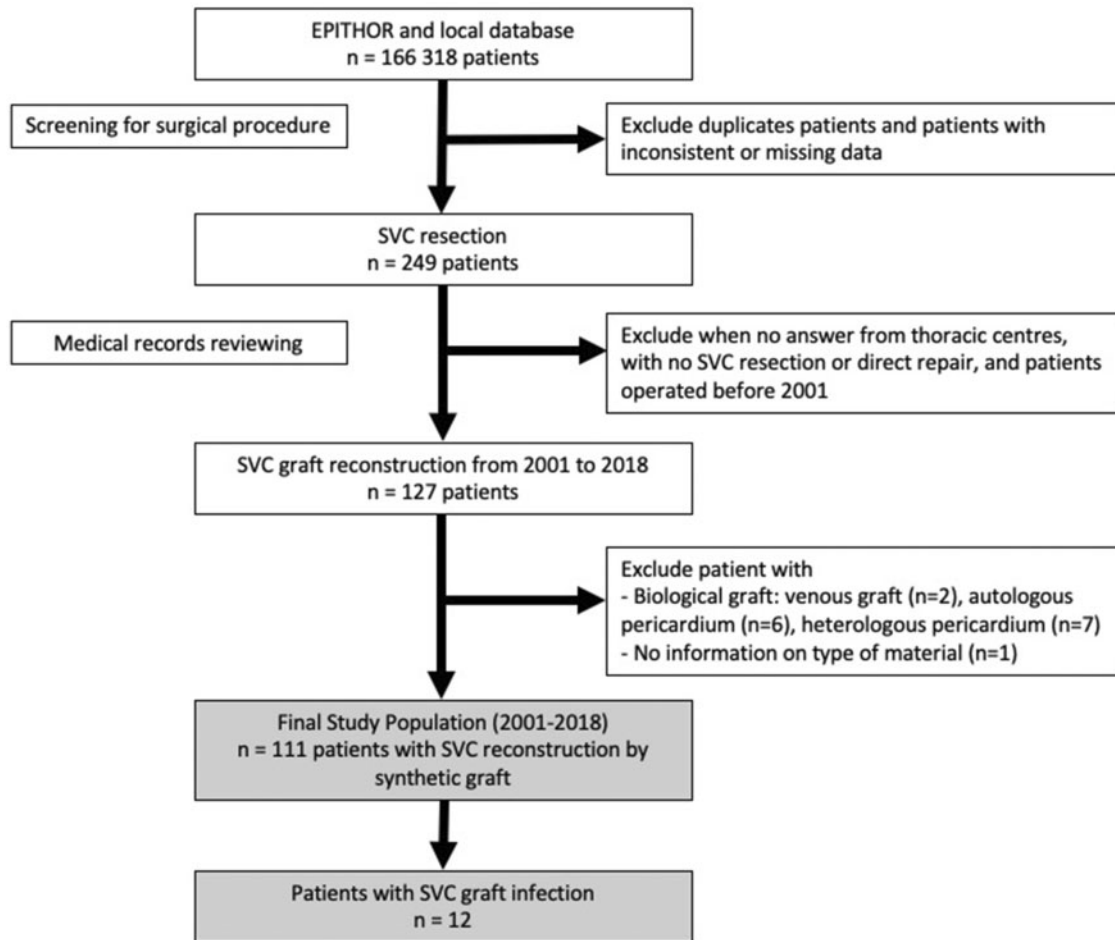 EPITHOR and local database
n = 166 318 patients
Screening for surgical procedure
Exclude duplicates patients and patients with
inconsistent or missing data
SVC resection
n = 249 patients
Medical records reviewing
Exclude when no answer from thoracic centres,
with no SVC resection or direct repair, and patients
operated before 2001
SVC graft reconstruction from 2001 to 2018
n = 127 patients
Exclude patient with
- Biological graft: venous graft (n=2), autologous
pericardium (n=6), heterologous pericardium (n=7)
- No information on type of material (n=1)
Final Study Population (2001-2018)
n = 111 patients with SVC reconstruction by
synthetic graft
Patients with SVC graft infection
n = 12